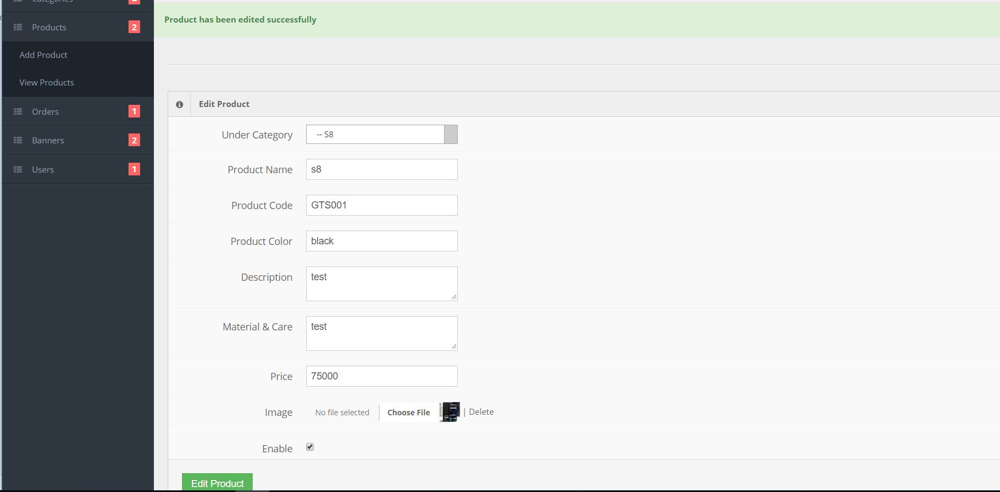 Categories 2
Products 2
Add Product
View Products
Orders 1
Banners 2
Users 1
Product has been edited successfully
Edit Product
Under Category -- S8
Product Name s8
Product Code GTS001
Product Color black
Description test
Material & Care test
Price 75000
Image No file selected Choose File | Delete
Enable
Edit Product